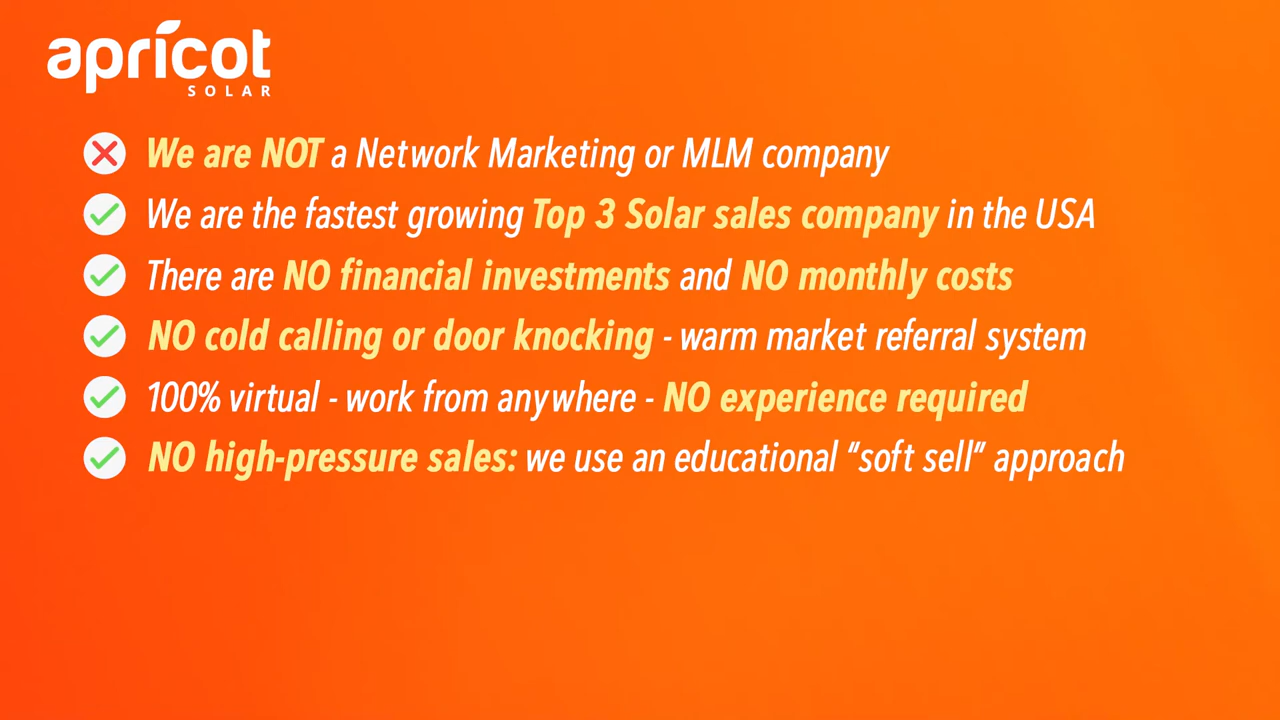 apricot
SOLAR
We are NOT a Network Marketing or MLM company
We are the fastest growing Top 3 Solar sales company in the USA
There are NO financial investments and NO monthly costs
NO cold calling or door knocking - warm market referral system
100% virtual - work from anywhere - NO experience required
NO high-pressure sales: we use an educational “soft sell” approach